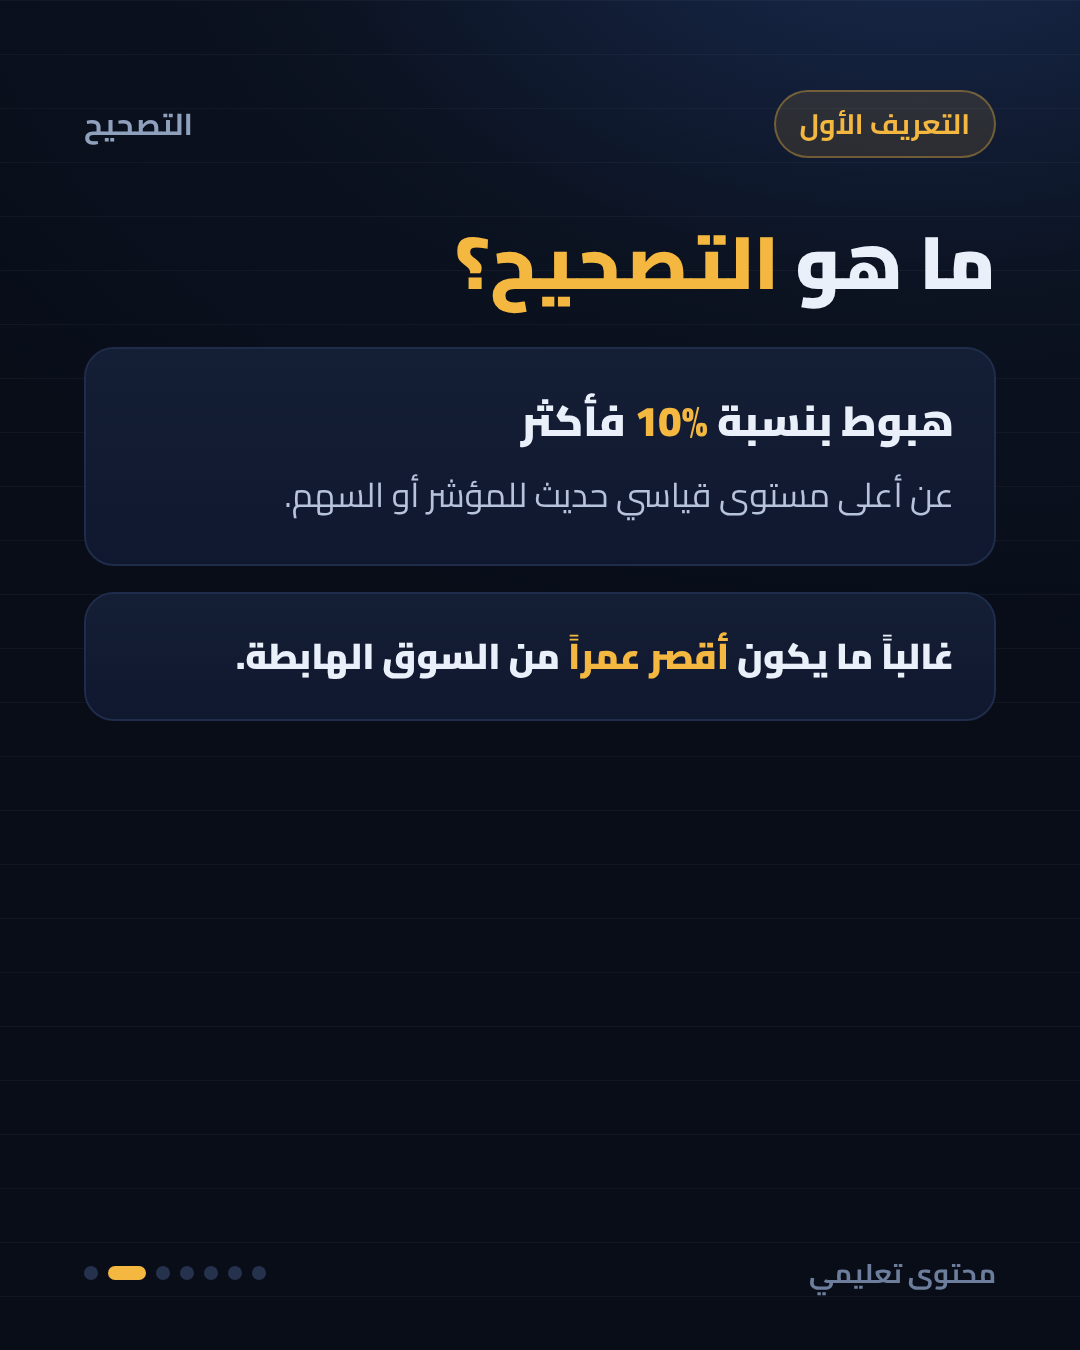 التعريف الأول
التصحيح
ما هو التصحيح؟
هبوط بنسبة 10% فأكثر
عن أعلى مستوى قياسي حديث للمؤشر أو السهم.
غالباً ما يكون أقصر عمراً من السوق الهابطة.
محتوى تعليمي